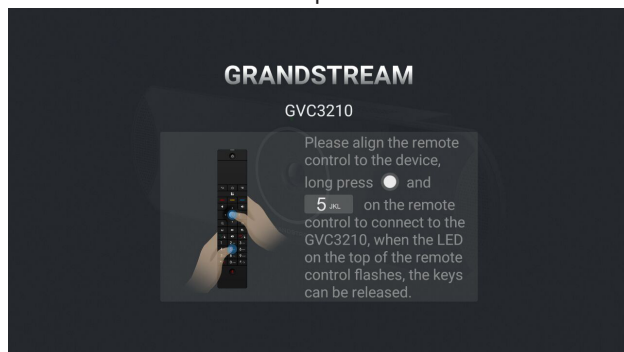 GRANDSTREAM
GVC3210
Please align the remote
control to the device,
long press and
5 JKL on the remote
control to connect to the
GVC3210, when the LED
on the top of the remote
control flashes, the keys
can be released.